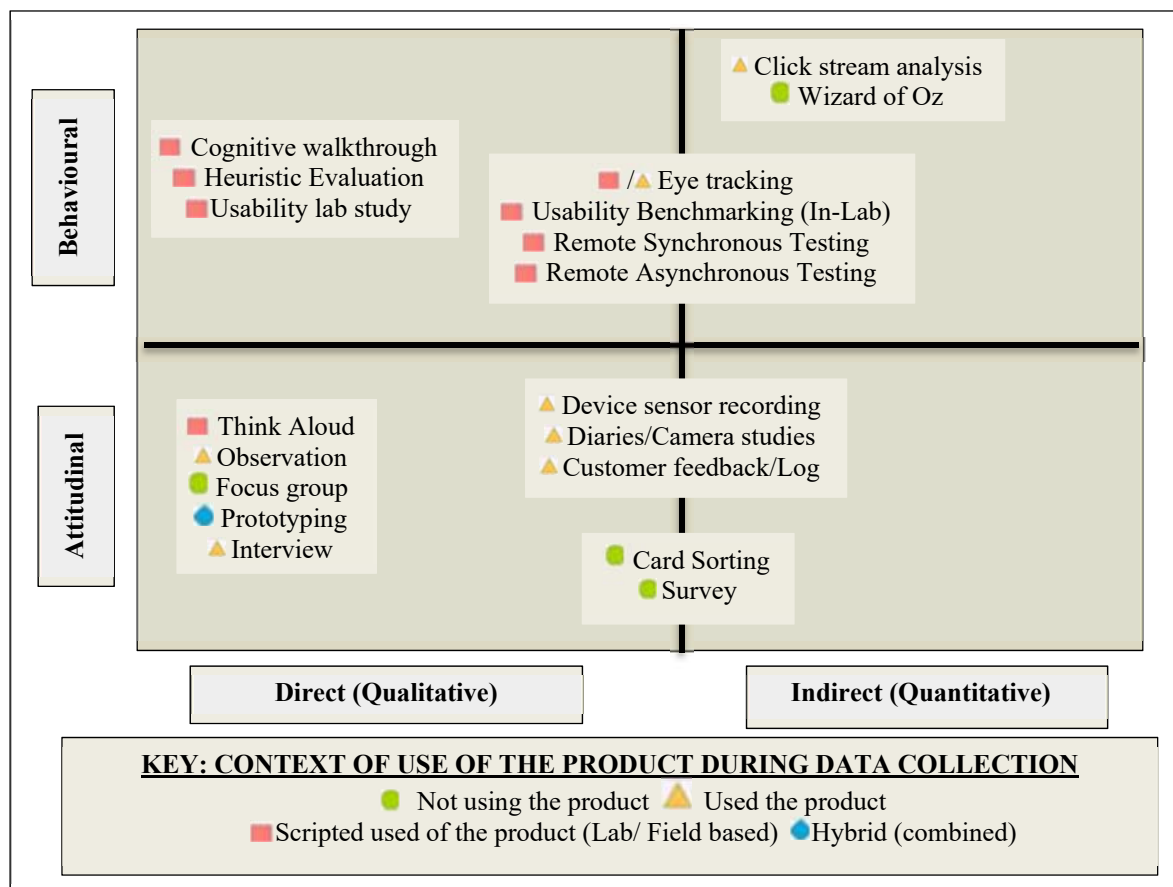 Behavioural
Click stream analysis
Wizard of Oz
Cognitive walkthrough
Heuristic Evaluation
Usability lab study
/ Eye tracking
Usability Benchmarking (In-Lab)
Remote Synchronous Testing
Remote Asynchronous Testing
Attitudinal
Think Aloud
Observation
Focus group
Prototyping
Interview
Device sensor recording
Diaries/Camera studies
Customer feedback/Log
Card Sorting
Survey
Direct (Qualitative)
Indirect (Quantitative)
KEY: CONTEXT OF USE OF THE PRODUCT DURING DATA COLLECTION
Not using the product Used the product
Scripted used of the product (Lab/ Field based) Hybrid (combined)